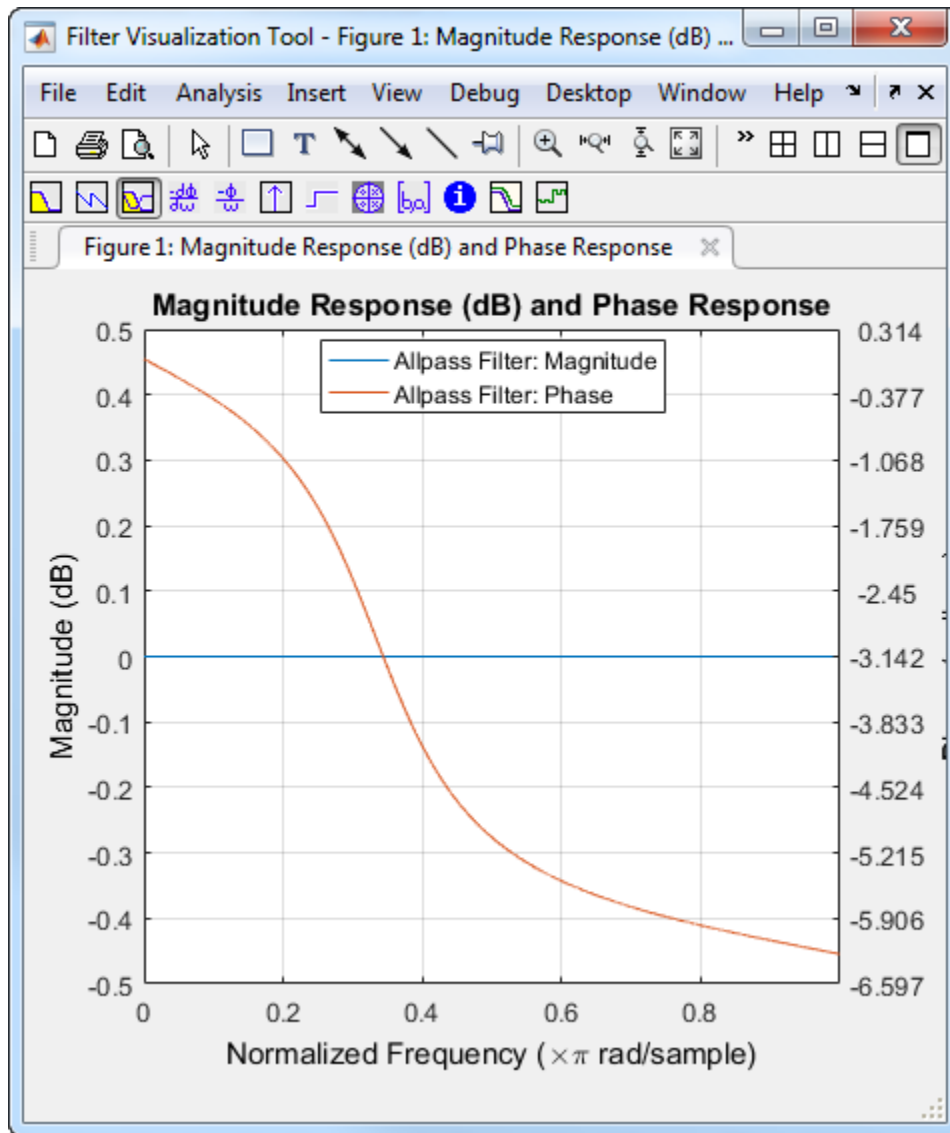 Filter Visualization Tool - Figure 1: Magnitude Response (dB) ...
File Edit Analysis Insert View Debug Desktop Window Help
Figure 1: Magnitude Response (dB) and Phase Response
Magnitude Response (dB) and Phase Response
Allpass Filter: Magnitude
Allpass Filter: Phase
Magnitude (dB)
0.5
0.4
0.3
0.2
0.1
0
-0.1
-0.2
-0.3
-0.4
-0.5
0.314
-0.377
-1.068
-1.759
-2.45
-3.142
-3.833
-4.524
-5.215
-5.906
-6.597
0 0.2 0.4 0.6 0.8
Normalized Frequency (×π rad/sample)